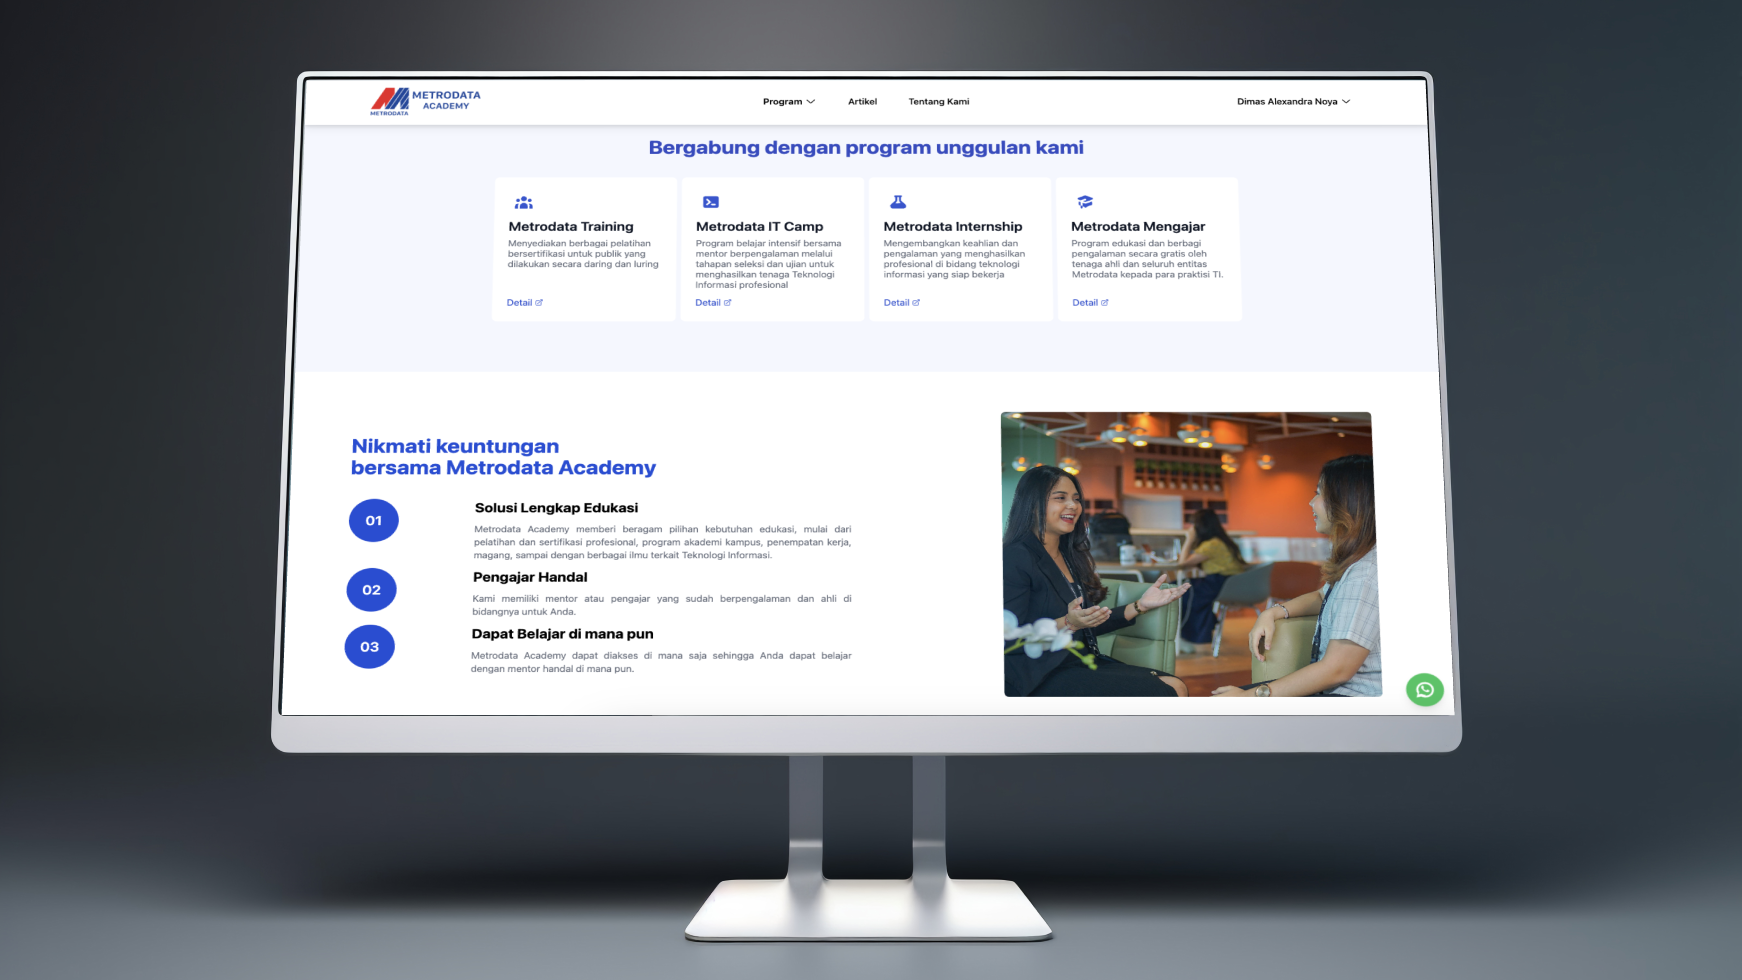 METRODATA
ACADEMY
METRODATA
Program
Artikel
Tentang Kami
Dimas Alexandra Noya
Bergabung dengan program unggulan kami
Metrodata Training
Menyediakan berbagai pelatihan
bersertifikasi untuk publik yang
dilakukan secara daring dan luring
Detail
Metrodata IT Camp
Program belajar intensif bersama
mentor berpengalaman melalui
tahapan seleksi dan ujian untuk
menghasilkan tenaga Teknologi
Informasi profesional
Detail
Metrodata Internship
Mengembangkan keahlian dan
pengalaman yang menghasilkan
profesional di bidang teknologi
informasi yang siap bekerja
Detail
Metrodata Mengajar
Program edukasi dan berbagi
pengalaman secara gratis oleh
tenaga ahli dan seluruh entitas
Metrodata kepada para praktisi TI.
Detail
Nikmati keuntungan
bersama Metrodata Academy
01
Solusi Lengkap Edukasi
Metrodata Academy memberi beragam pilihan kebutuhan edukasi, mulai dari
pelatihan dan sertifikasi profesional, program akademi kampus, penempatan kerja,
magang, sampai dengan berbagai ilmu terkait Teknologi Informasi.
02
Pengajar Handal
Kami memiliki mentor atau pengajar yang sudah berpengalaman dan ahli di
bidangnya untuk Anda.
03
Dapat Belajar di mana pun
Metrodata Academy dapat diakses di mana saja sehingga Anda dapat belajar
dengan mentor handal di mana pun.